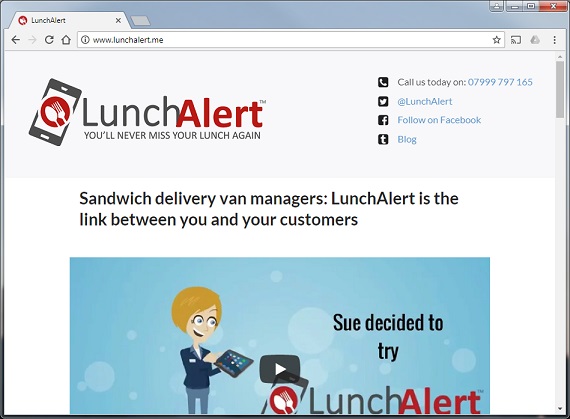 LunchAlert
www.lunchalert.me
LunchAlert™
YOU'LL NEVER MISS YOUR LUNCH AGAIN
Call us today on: 07999 797 165
@LunchAlert
Follow on Facebook
Blog
Sandwich delivery van managers: LunchAlert is the
link between you and your customers
Sue decided to
try
LunchAlert™